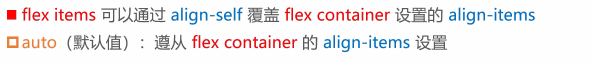 flex items 可以通过 align-self 覆盖 flex container 设置的 align-items
auto（默认值）：遵从 flex container 的 align-items 设置